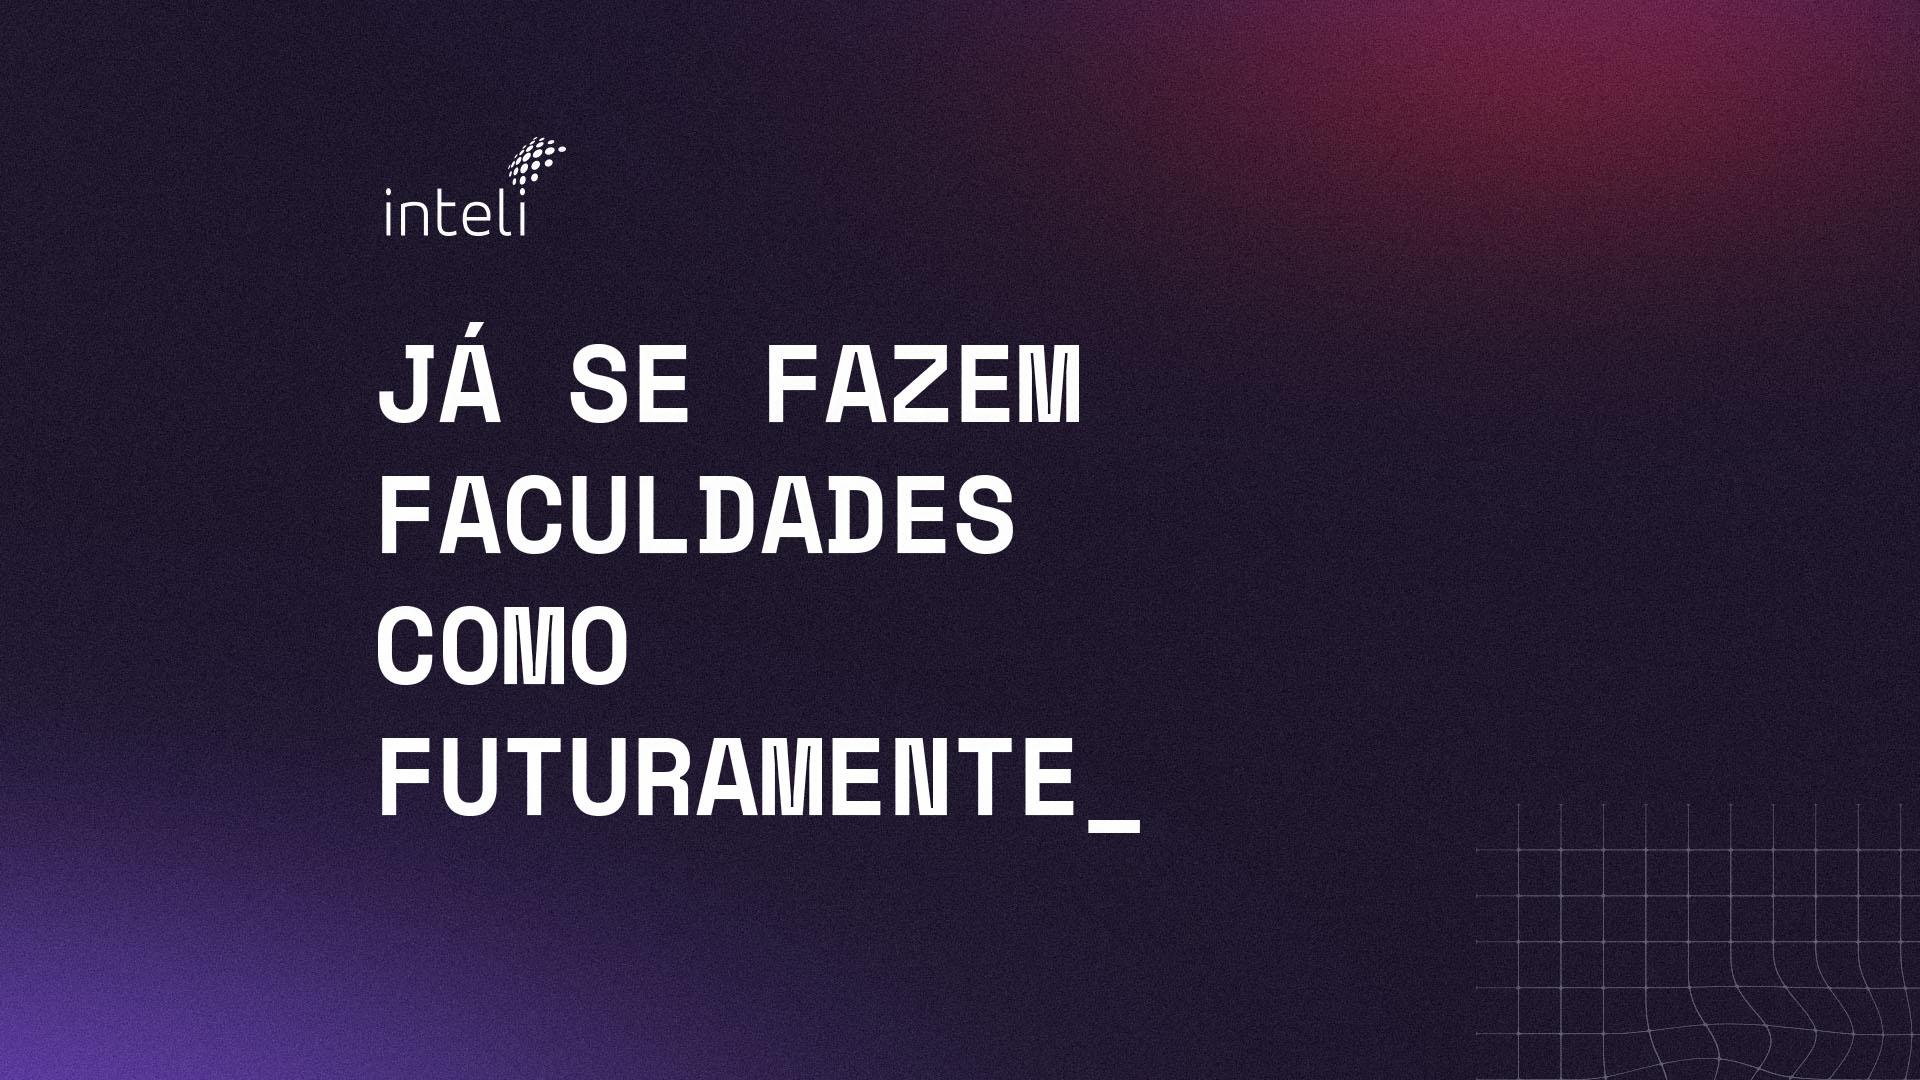 inteli
JÁ SE FAZEM
FACULDADES
COMO
FUTURAMENTE_